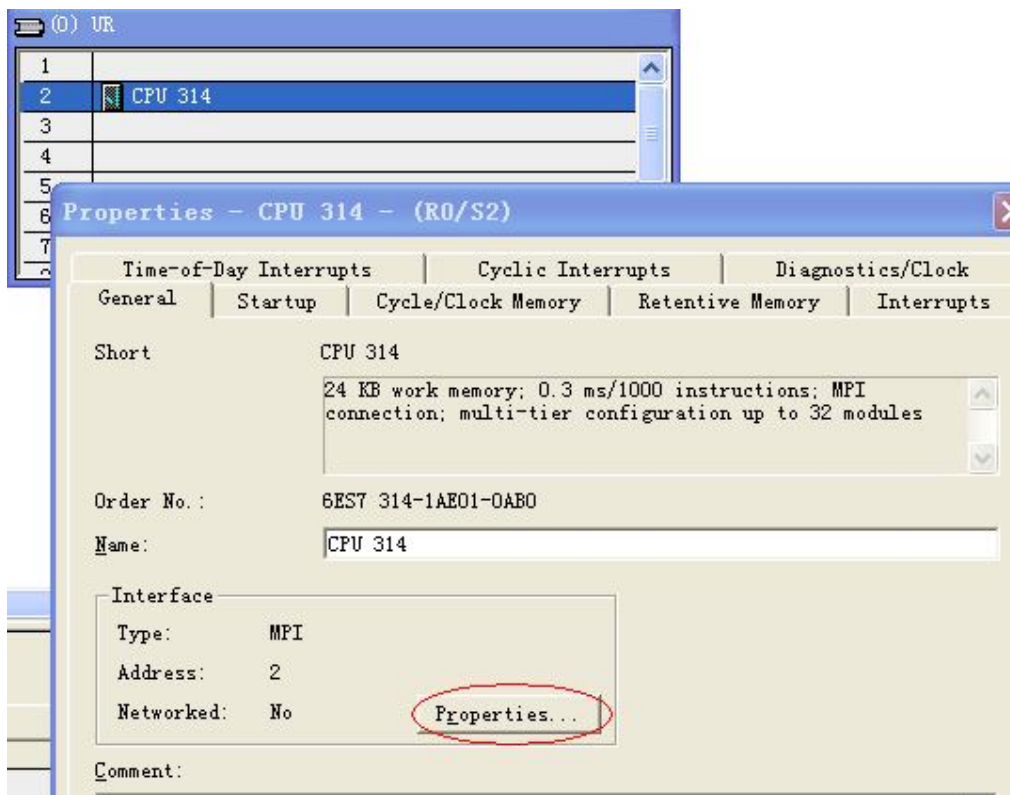 (0) UR
1
2 CPU 314
3
4
5
6
7
Properties - CPU 314 - (R0/S2)
Time-of-Day Interrupts Cyclic Interrupts Diagnostics/Clock
General Startup Cycle/Clock Memory Retentive Memory Interrupts
Short CPU 314
24 KB work memory; 0.3 ms/1000 instructions; MPI
connection; multi-tier configuration up to 32 modules
Order No.: 6ES7 314-1AE01-0AB0
Name: CPU 314
Interface
Type: MPI
Address: 2
Networked: No Properties...
Comment: